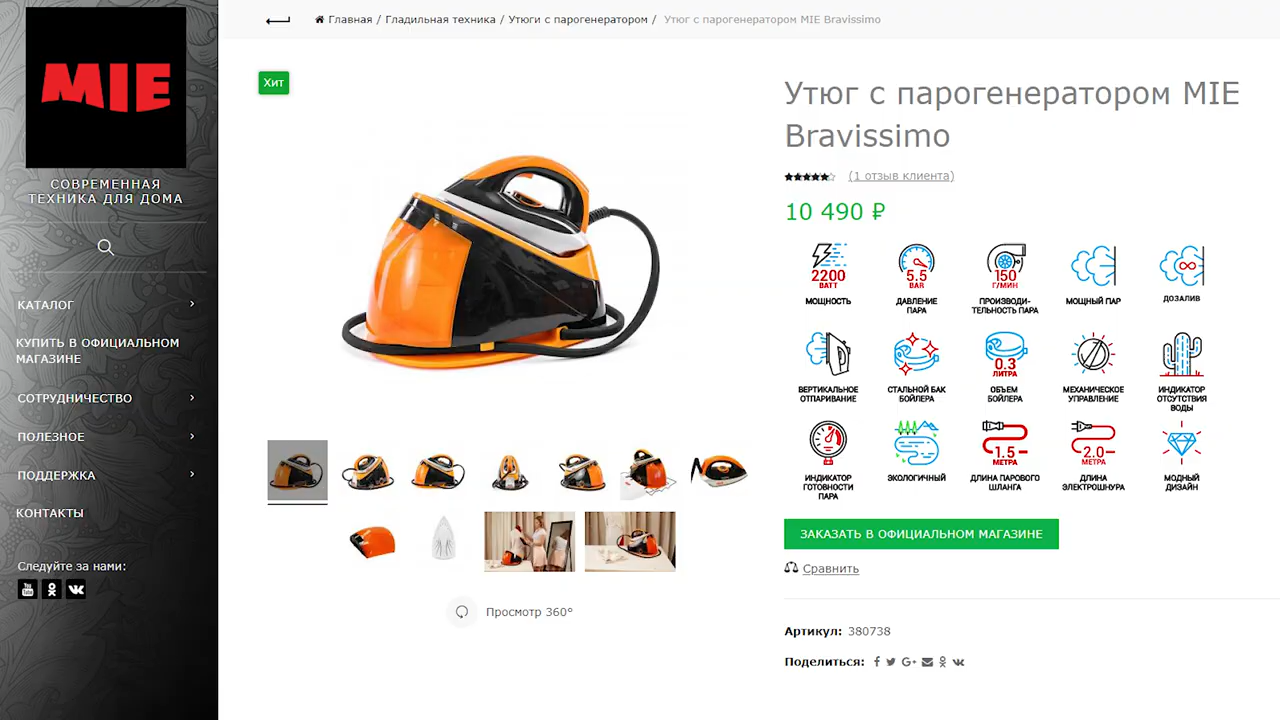 MIE
СОВРЕМЕННАЯ
ТЕХНИКА ДЛЯ ДОМА
КАТАЛОГ
КУПИТЬ В ОФИЦИАЛЬНОМ
МАГАЗИНЕ
СОТРУДНИЧЕСТВО
ПОЛЕЗНОЕ
ПОДДЕРЖКА
КОНТАКТЫ
Следуйте за нами:
Главная / Гладильная техника / Утюги с парогенератором / Утюг с парогенератором MIE Bravissimo
Хит
Просмотр 360°
Утюг с парогенератором MIE
Bravissimo
(1 отзыв клиента)
10 490 ₽
2200
ВАТТ
МОЩНОСТЬ
5.5
BAR
ДАВЛЕНИЕ
ПАРА
150
Г/МИН
ПРОИЗВОДИ-
ТЕЛЬНОСТЬ ПАРА
МОЩНЫЙ ПАР
ДОЗАЛИВ
ВЕРТИКАЛЬНОЕ
ОТПАРИВАНИЕ
СТАЛЬНОЙ БАК
БОЙЛЕРА
0.3
ЛИТРА
ОБЪЕМ
БОЙЛЕРА
МЕХАНИЧЕСКОЕ
УПРАВЛЕНИЕ
ИНДИКАТОР
ОТСУТСТВИЯ
ВОДЫ
ИНДИКАТОР
ГОТОВНОСТИ
ПАРА
ЭКОЛОГИЧНЫЙ
1.5
МЕТРА
ДЛИНА ПАРОВОГО
ШЛАНГА
2.0
МЕТРА
ДЛИНА
ЭЛЕКТРОШНУРА
МОДНЫЙ
ДИЗАЙН
ЗАКАЗАТЬ В ОФИЦИАЛЬНОМ МАГАЗИНЕ
Сравнить
Артикул: 380738
Поделиться: